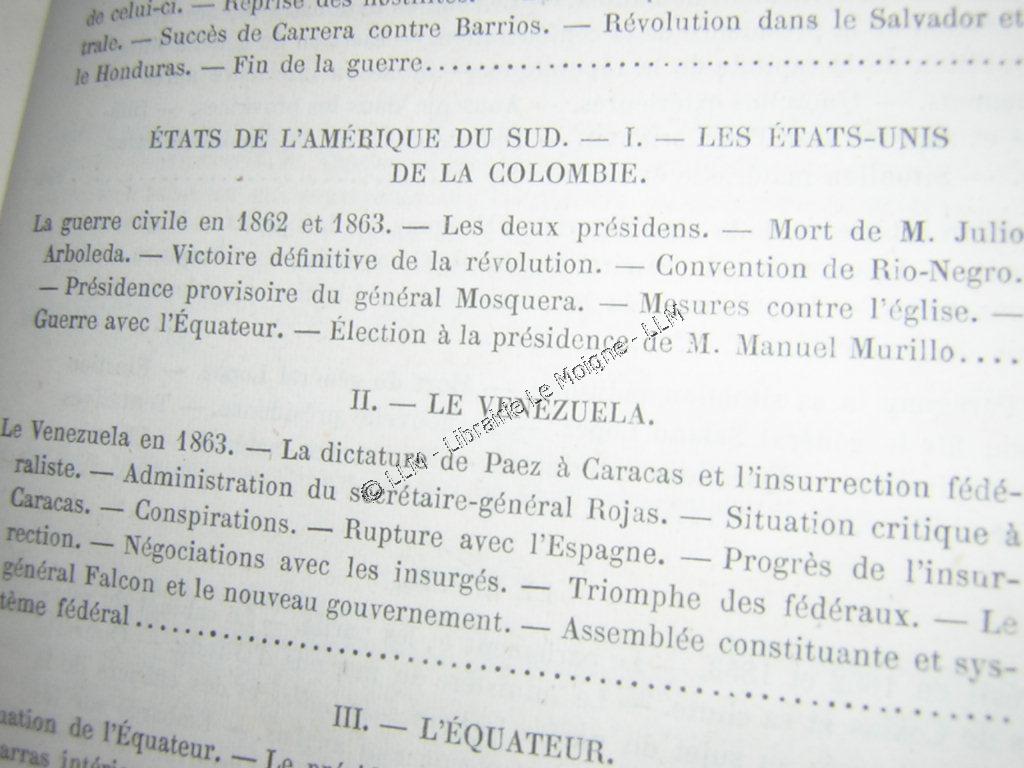 de celui-ci. — Reprise des hostilités.
trale. — Succès de Carrera contre Barrios. — Révolution dans le Salvador et
le Honduras. — Fin de la guerre........................................
ÉTATS DE L'AMÉRIQUE DU SUD. — I. — LES ÉTATS-UNIS
DE LA COLOMBIE.
La guerre civile en 1862 et 1863. — Les deux présidens. — Mort de M. Julio
Arboleda. — Victoire définitive de la révolution. — Convention de Rio-Negro.
— Présidence provisoire du général Mosquera. — Mesures contre l'église. —
Guerre avec l'Équateur. — Élection à la présidence de M. Manuel Murillo....
II. — LE VENEZUELA.
Le Venezuela en 1863. — La dictature de Paez à Caracas et l'insurrection fédé-
raliste. — Administration du secrétaire-général Rojas. — Situation critique à
Caracas. — Conspirations. — Rupture avec l'Espagne. — Progrès de l'insur-
rection. — Négociations avec les insurgés. — Triomphe des fédéraux. — Le
général Falcon et le nouveau gouvernement. — Assemblée constituante et sys-
tème fédéral........................................
III. — L'ÉQUATEUR.
uation de l'Équateur. — Le
© LLM - Librairie Le Moigne - LLM